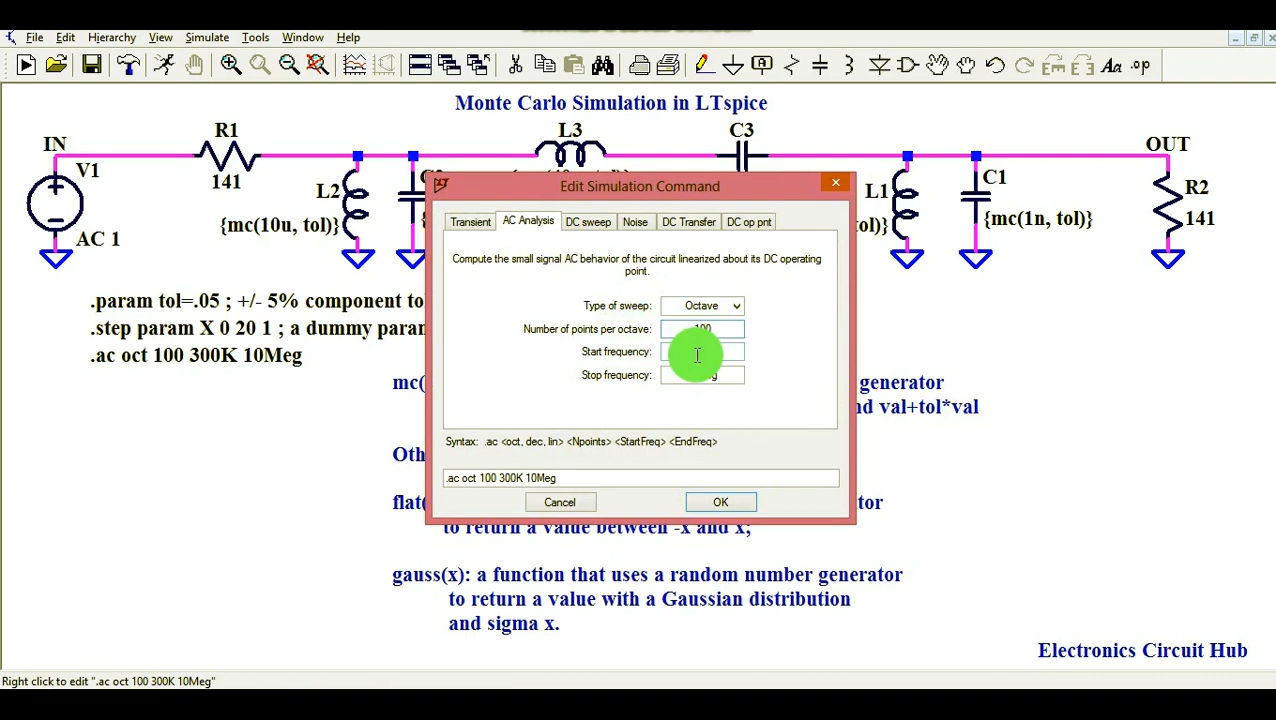 File Edit Hierarchy View Simulate Tools Window Help
.op
Monte Carlo Simulation in LTspice
IN
V1
AC 1
R1
141
L2
{mc(10u, tol)}
L3
C3
L1
C1
{mc(1n, tol)}
OUT
R2
141
.param tol=.05 ; +/- 5% component to
.step param X 0 20 1 ; a dummy param
.ac oct 100 300K 10Meg
Edit Simulation Command
Transient AC Analysis DC sweep Noise DC Transfer DC op pnt
Compute the small signal AC behavior of the circuit linearized about its DC operating
point.
Type of sweep: Octave
Number of points per octave: 100
Start frequency:
Stop frequency:
Syntax: .ac <oct, dec, lin> <Npoints> <StartFreq> <EndFreq>
.ac oct 100 300K 10Meg
Cancel OK
mc( generator
nd val+tol*val
Oth
flat( tor
to return a value between -x and x;
gauss(x): a function that uses a random number generator
to return a value with a Gaussian distribution
and sigma x.
Electronics Circuit Hub
Right click to edit ".ac oct 100 300K 10Meg"